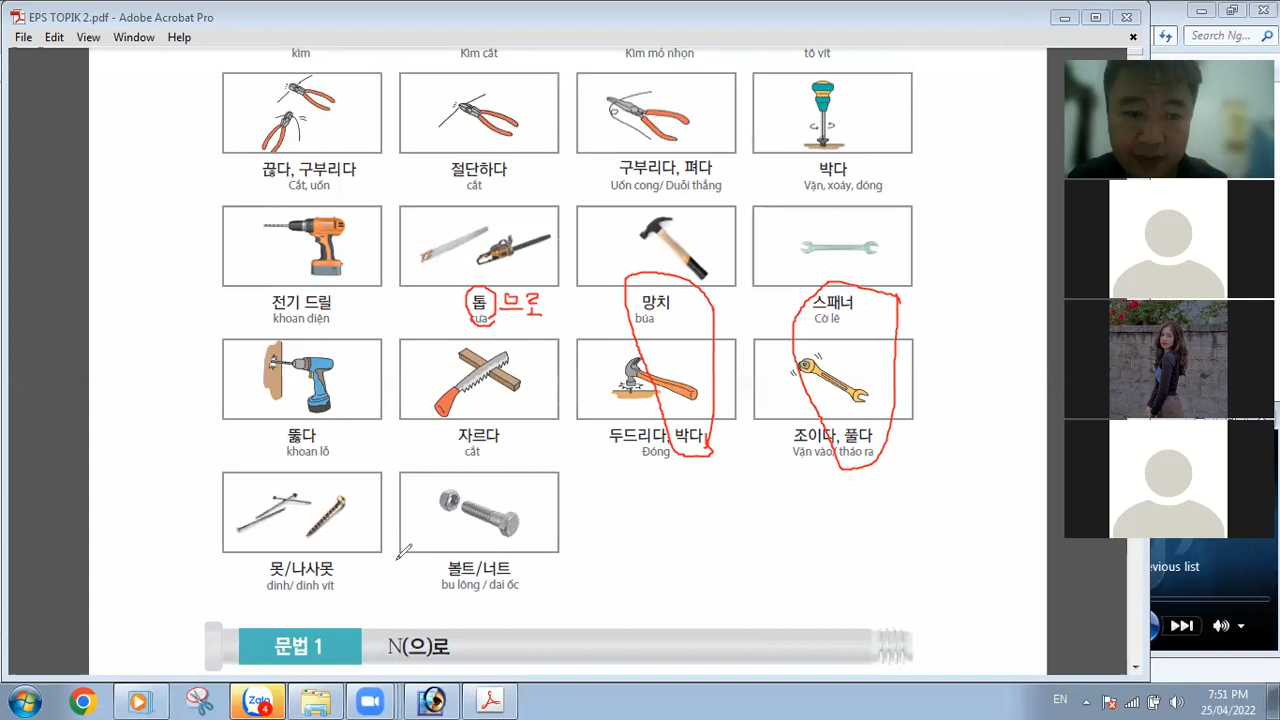 EPS TOPIK 2.pdf - Adobe Acrobat Pro
File Edit View Window Help
Search Ng...
kìm Kìm cắt Kìm mỏ nhọn tô vít
끊다, 구부리다 절단하다 구부리다, 펴다 박다
Cắt, uốn cắt Uốn cong/ Duỗi thẳng Vặn, xoáy, đóng
전기 드릴 톱 므로 망치 스패너
khoan điện cưa búa Cờ lê
뚫다 자르다 두드리다, 박다 조이다, 풀다
khoan lỗ cắt Đóng Vặn vào/ tháo ra
evious list
못/나사못 볼트/너트
đinh/ đinh vít bu lông / đai ốc
문법 1 N(으)로
Zalo
4
EN
7:51 PM
25/04/2022